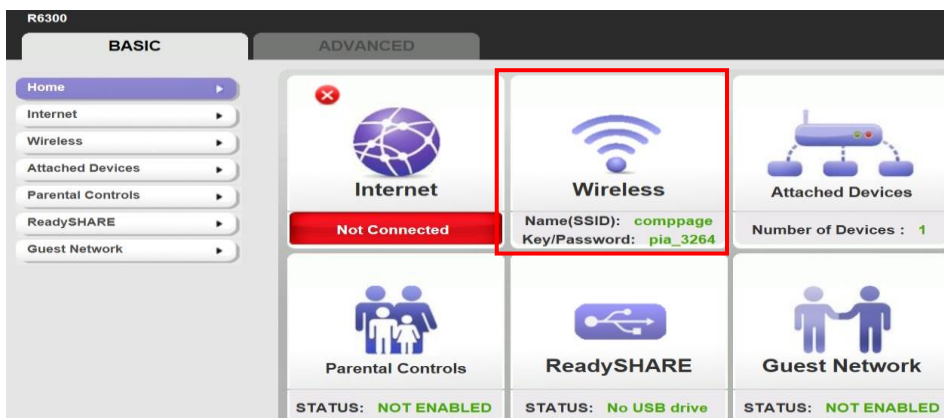 R6300
BASIC
ADVANCED
Home
Internet
Wireless
Attached Devices
Parental Controls
ReadySHARE
Guest Network
Internet
Not Connected
Wireless
Name(SSID): comppage
Key/Password: pia_3264
Attached Devices
Number of Devices : 1
Parental Controls
STATUS: NOT ENABLED
ReadySHARE
STATUS: No USB drive
Guest Network
STATUS: NOT ENABLED